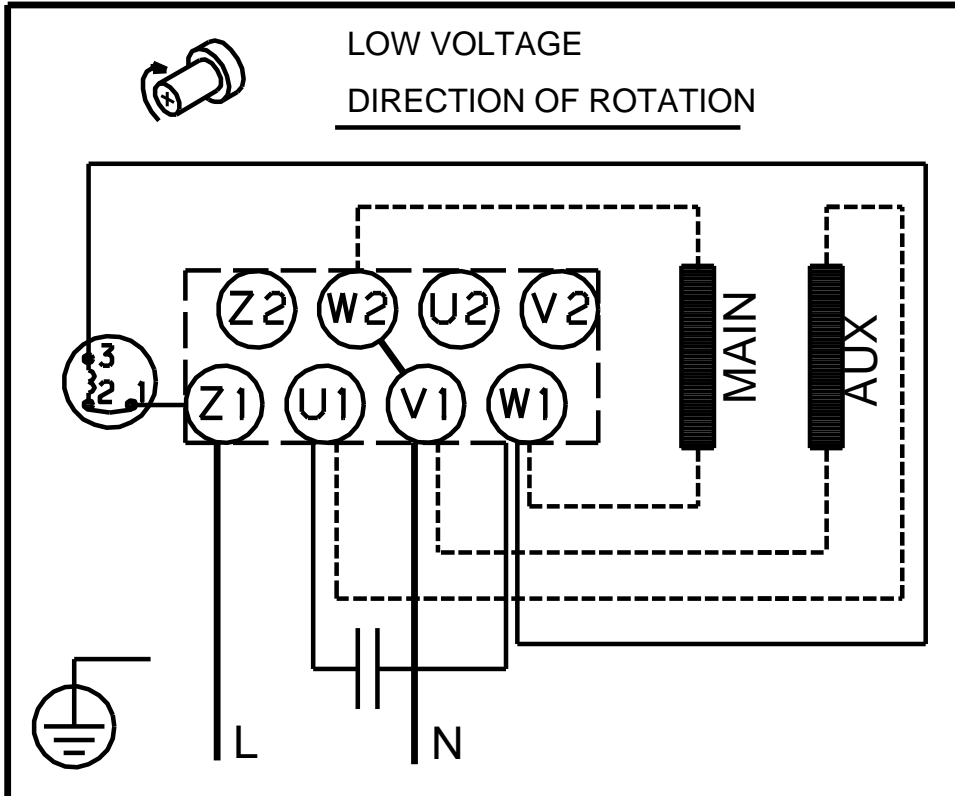 LOW VOLTAGE
DIRECTION OF ROTATION
Z2 W2 U2 V2
3
2 1
Z1 U1 V1 W1
MAIN
AUX
L N